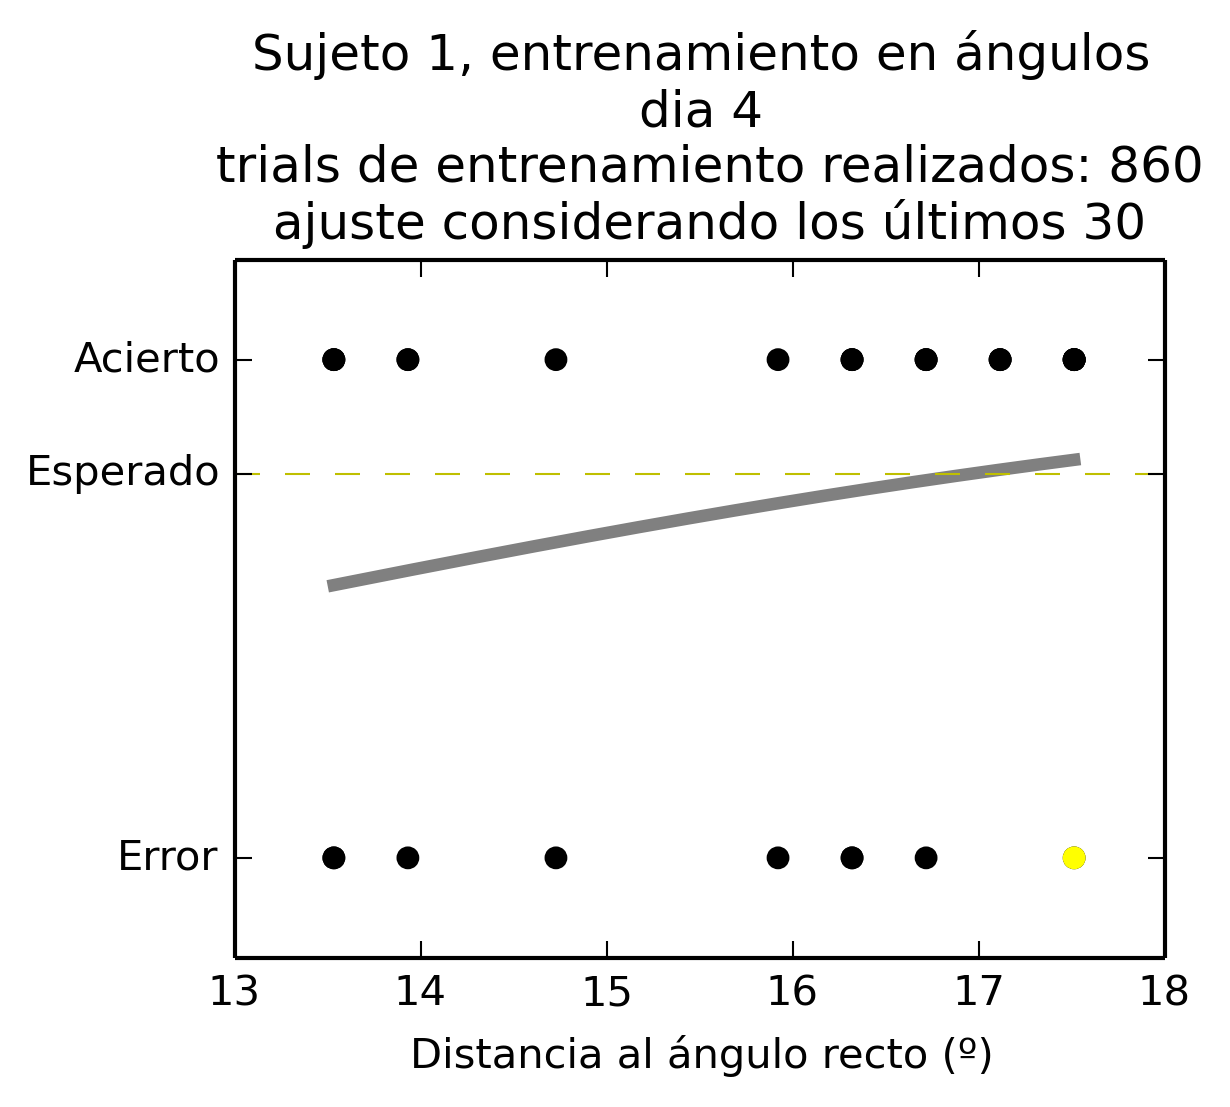 Sujeto 1, entrenamiento en ángulos
dia 4
trials de entrenamiento realizados: 860
ajuste considerando los últimos 30
Acierto
Esperado
Error
13 14 15 16 17 18
Distancia al ángulo recto (º)